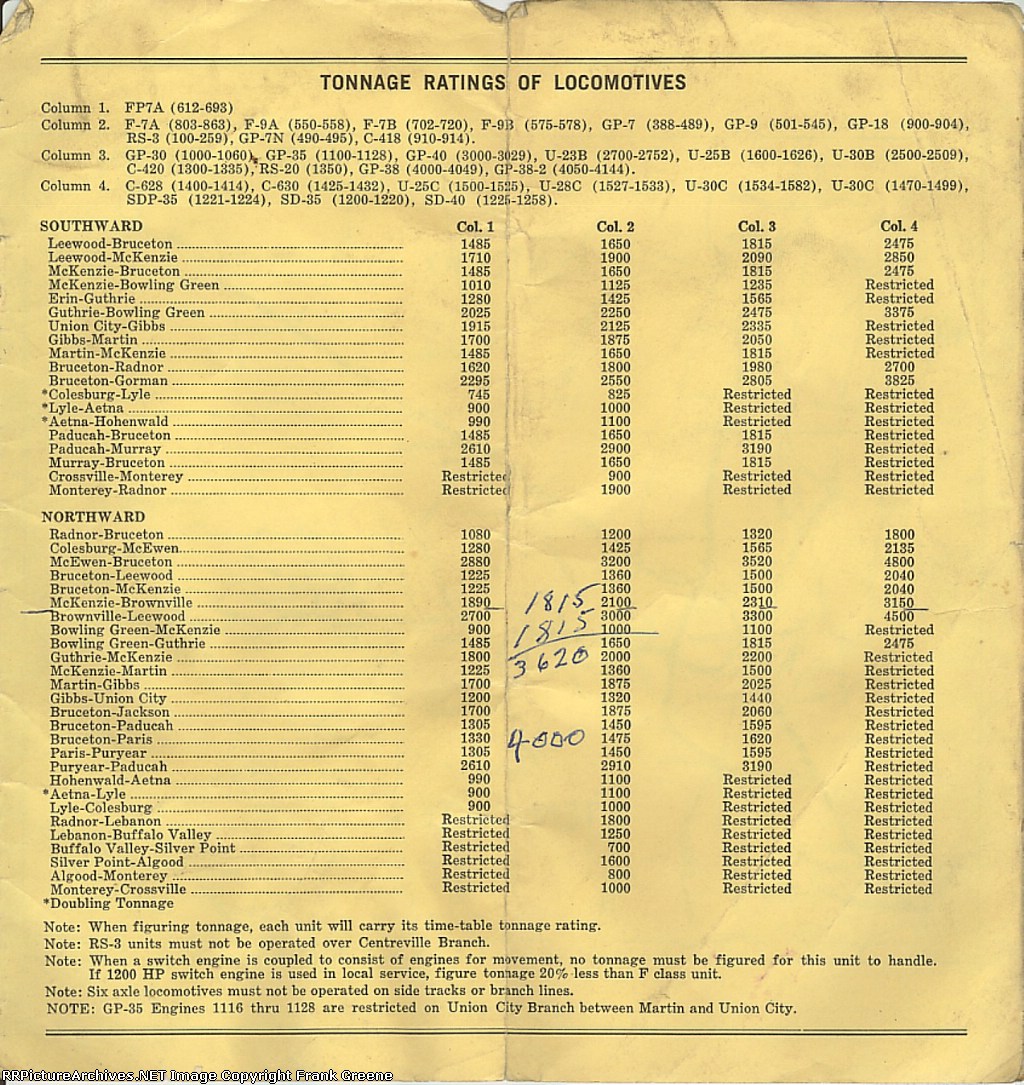 TONNAGE RATINGS OF LOCOMOTIVES
Column 1. FP7A (612-693)
Column 2. F-7A (803-863), F-9A (550-558), F-7B (702-720), F-9B (575-578), GP-7 (388-489), GP-9 (501-545), GP-18 (900-904),
RS-3 (100-259), GP-7N (490-495), C-418 (910-914).
Column 3. GP-30 (1000-1060), GP-35 (1100-1128), GP-40 (3000-3029), U-23B (2700-2752), U-25B (1600-1626), U-30B (2500-2509),
C-420 (1300-1335), RS-20 (1350), GP-38 (4000-4049), GP-38-2 (4050-4144).
Column 4. C-628 (1400-1414), C-630 (1425-1432), U-25C (1500-1525), U-28C (1527-1533), U-30C (1534-1582), U-30C (1470-1499),
SDP-35 (1221-1224), SD-35 (1200-1220), SD-40 (1225-1258).
SOUTHWARD Col. 1 Col. 2 Col. 3 Col. 4
Leewood-Bruceton 1485 1650 1815 2475
Leewood-McKenzie 1710 1900 2090 2850
McKenzie-Bruceton 1485 1650 1815 2475
McKenzie-Bowling Green 1010 1125 1235 Restricted
Erin-Guthrie 1280 1425 1565 Restricted
Guthrie-Bowling Green 2025 2250 2475 3375
Union City-Gibbs 1915 2125 2335 Restricted
Gibbs-Martin 1700 1875 2050 Restricted
Martin-McKenzie 1485 1650 1815 Restricted
Bruceton-Radnor 1620 1800 1980 2700
Bruceton-Gorman 2295 2550 2805 3825
*Colesburg-Lyle 745 825 Restricted Restricted
*Lyle-Aetna 900 1000 Restricted Restricted
*Aetna-Hohenwald 990 1100 Restricted Restricted
Paducah-Bruceton 1485 1650 1815 Restricted
Paducah-Murray 2610 2900 3190 Restricted
Murray-Bruceton 1485 1650 1815 Restricted
Crossville-Monterey Restricted 900 Restricted Restricted
Monterey-Radnor Restricted 1900 Restricted Restricted
NORTHWARD
Radnor-Bruceton 1080 1200 1320 1800
Colesburg-McEwen 1280 1425 1565 2135
McEwen-Bruceton 2880 3200 3520 4800
Bruceton-Leewood 1225 1360 1500 2040
Bruceton-McKenzie 1225 1360 1500 2040
McKenzie-Brownville 1890 1815 2100 2310 3150
Brownville-Leewood 2700 3000 3300 4500
Bowling Green-McKenzie 900 1815 1000 1100 Restricted
Bowling Green-Guthrie 1485 1650 1815 2475
Guthrie-McKenzie 1800 3620 2000 2200 Restricted
McKenzie-Martin 1225 1360 1500 Restricted
Martin-Gibbs 1700 1875 2025 Restricted
Gibbs-Union City 1200 1320 1440 Restricted
Bruceton-Jackson 1700 1875 2060 Restricted
Bruceton-Paducah 1305 1450 1595 Restricted
Bruceton-Paris 1330 4000 1475 1620 Restricted
Paris-Puryear 1305 1450 1595 Restricted
Puryear-Paducah 2610 2910 3190 Restricted
Hohenwald-Aetna 990 1100 Restricted Restricted
*Aetna-Lyle 900 1100 Restricted Restricted
Lyle-Colesburg 900 1000 Restricted Restricted
Radnor-Lebanon Restricted 1800 Restricted Restricted
Lebanon-Buffalo Valley Restricted 1250 Restricted Restricted
Buffalo Valley-Silver Point Restricted 700 Restricted Restricted
Silver Point-Algood Restricted 1600 Restricted Restricted
Algood-Monterey Restricted 800 Restricted Restricted
Monterey-Crossville Restricted 1000 Restricted Restricted
*Doubling Tonnage
Note: When figuring tonnage, each unit will carry its time-table tonnage rating.
Note: RS-3 units must not be operated over Centreville Branch.
Note: When a switch engine is coupled to consist of engines for movement, no tonnage must be figured for this unit to handle.
If 1200 HP switch engine is used in local service, figure tonnage 20% less than F class unit.
Note: Six axle locomotives must not be operated on side tracks or branch lines.
NOTE: GP-35 Engines 1116 thru 1128 are restricted on Union City Branch between Martin and Union City.
RRPictureArchives.NET Image Copyright Frank Greene